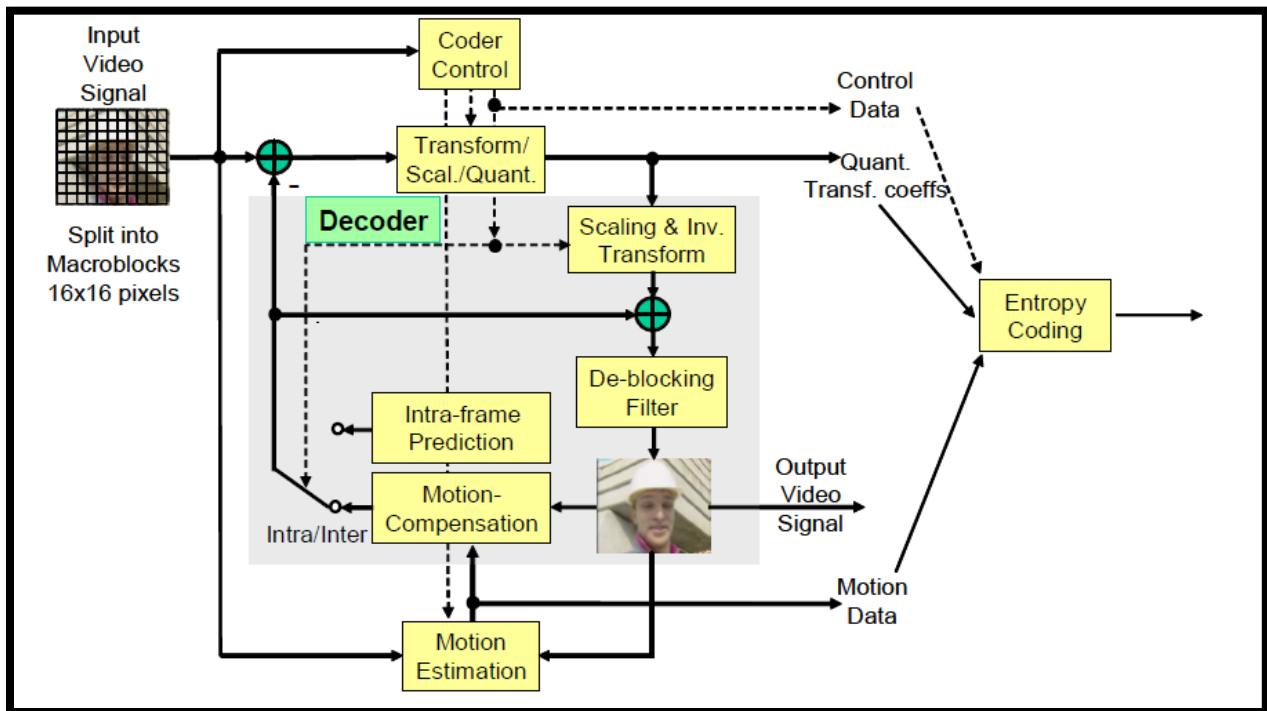 Input
Video
Signal
Split into
Macroblocks
16x16 pixels
Coder
Control
Control
Data
Transform/
Scal./Quant.
-
Quant.
Transf. coeffs
Decoder
Scaling & Inv.
Transform
Entropy
Coding
De-blocking
Filter
Intra-frame
Prediction
Motion-
Compensation
Intra/Inter
Output
Video
Signal
Motion
Data
Motion
Estimation